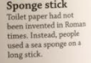 Sponge stick
Toilet paper had not
been invented in Roman
times. Instead, people
used a sea sponge on a
long stick.